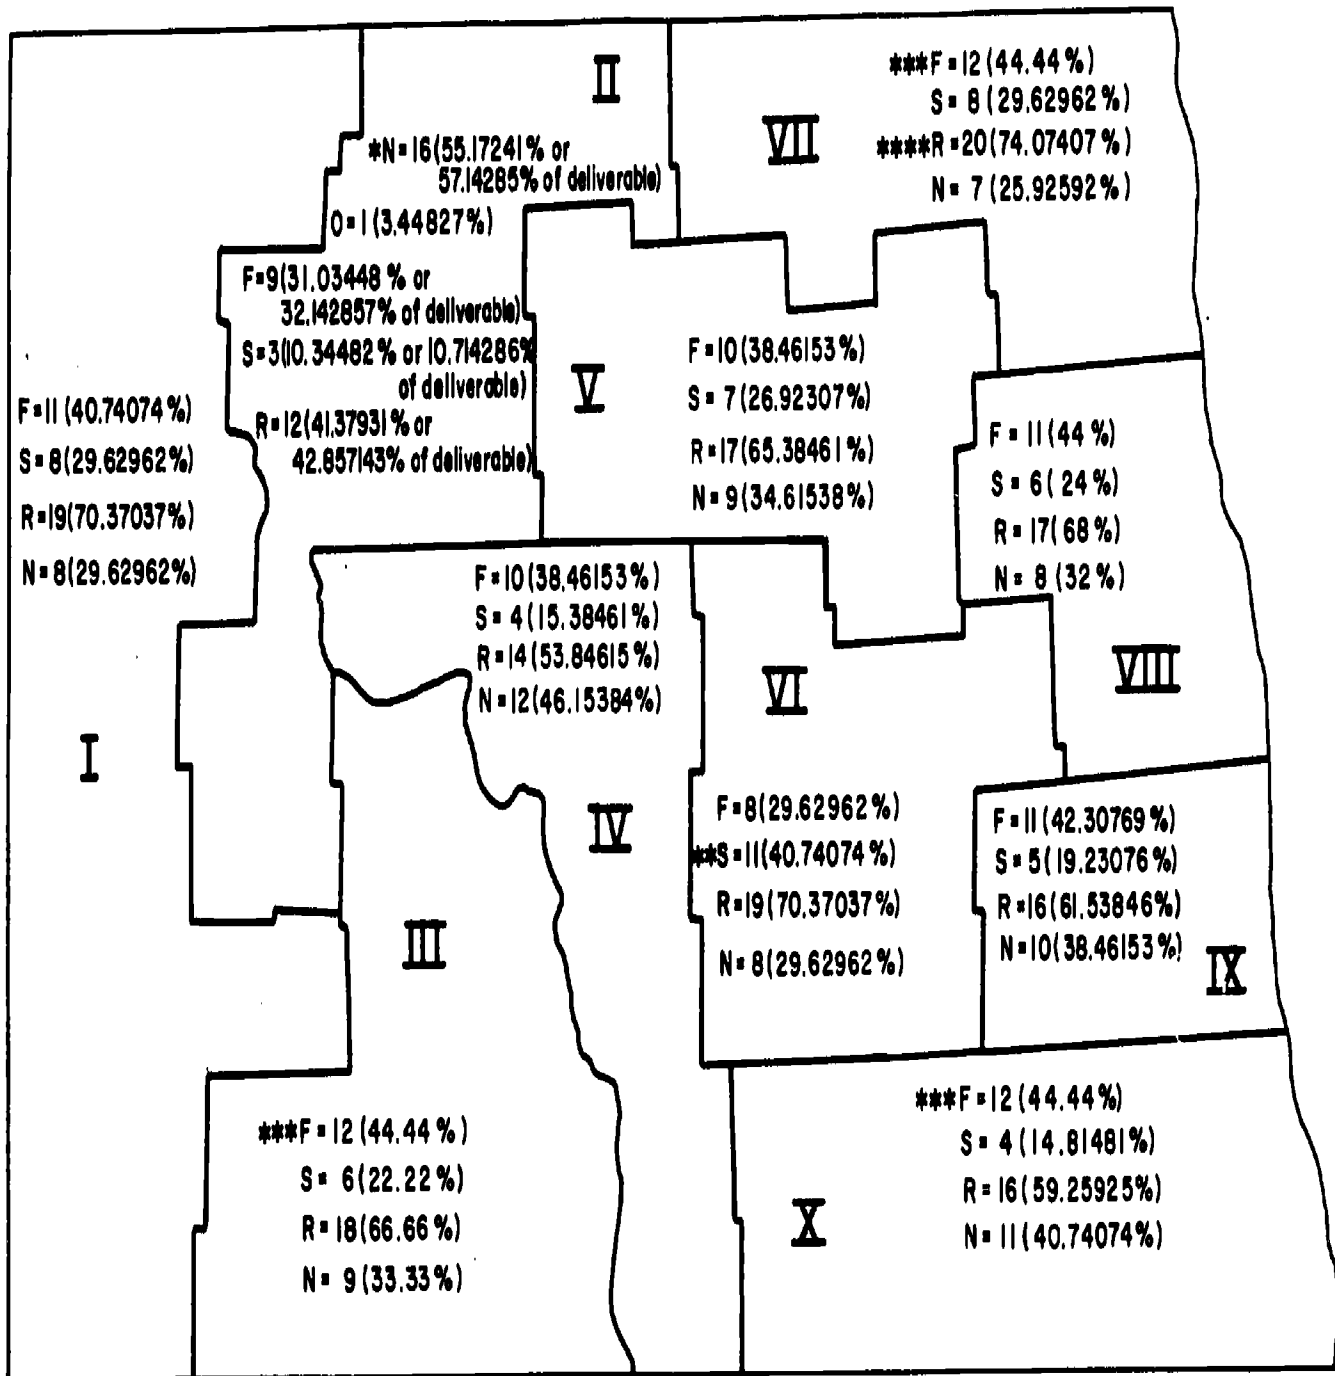 II
*N=16(55.17241% or
57.14285% of deliverable)
O=1(3.44827%)
F=9(31.03448% or
32.142857% of deliverable)
S=3(10.34482% or 10.714286%
of deliverable)
R=12(41.37931% or
42.857143% of deliverable)
VII
***F=12(44.44%)
S=8(29.62962%)
****R=20(74.07407%)
N=7(25.92592%)
I
F=11(40.74074%)
S=8(29.62962%)
R=19(70.37037%)
N=8(29.62962%)
V
F=10(38.46153%)
S=7(26.92307%)
R=17(65.38461%)
N=9(34.61538%)
F=11(44%)
S=6(24%)
R=17(68%)
N=8(32%)
VIII
F=10(38.46153%)
S=4(15.38461%)
R=14(53.84615%)
N=12(46.15384%)
IV
VI
F=8(29.62962%)
**S=11(40.74074%)
R=19(70.37037%)
N=8(29.62962%)
F=11(42.30769%)
S=5(19.23076%)
R=16(61.53846%)
N=10(38.46153%)
IX
III
***F=12(44.44%)
S=6(22.22%)
R=18(66.66%)
N=9(33.33%)
X
***F=12(44.44%)
S=4(14.81481%)
R=16(59.25925%)
N=11(40.74074%)